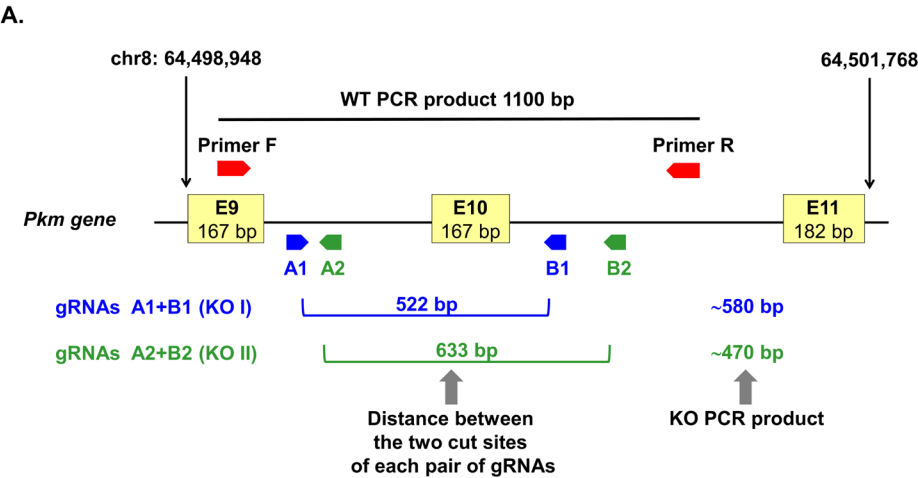 A.
chr8: 64,498,948
64,501,768
WT PCR product 1100 bp
Primer F
Primer R
Pkm gene
E9
167 bp
E10
167 bp
E11
182 bp
A1
A2
B1
B2
gRNAs A1+B1 (KO I)
522 bp
~580 bp
gRNAs A2+B2 (KO II)
633 bp
~470 bp
Distance between
the two cut sites
of each pair of gRNAs
KO PCR product